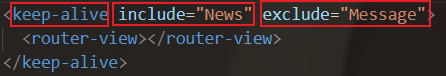 <keep-alive include="News" exclude="Message">
<router-view></router-view>
</keep-alive>